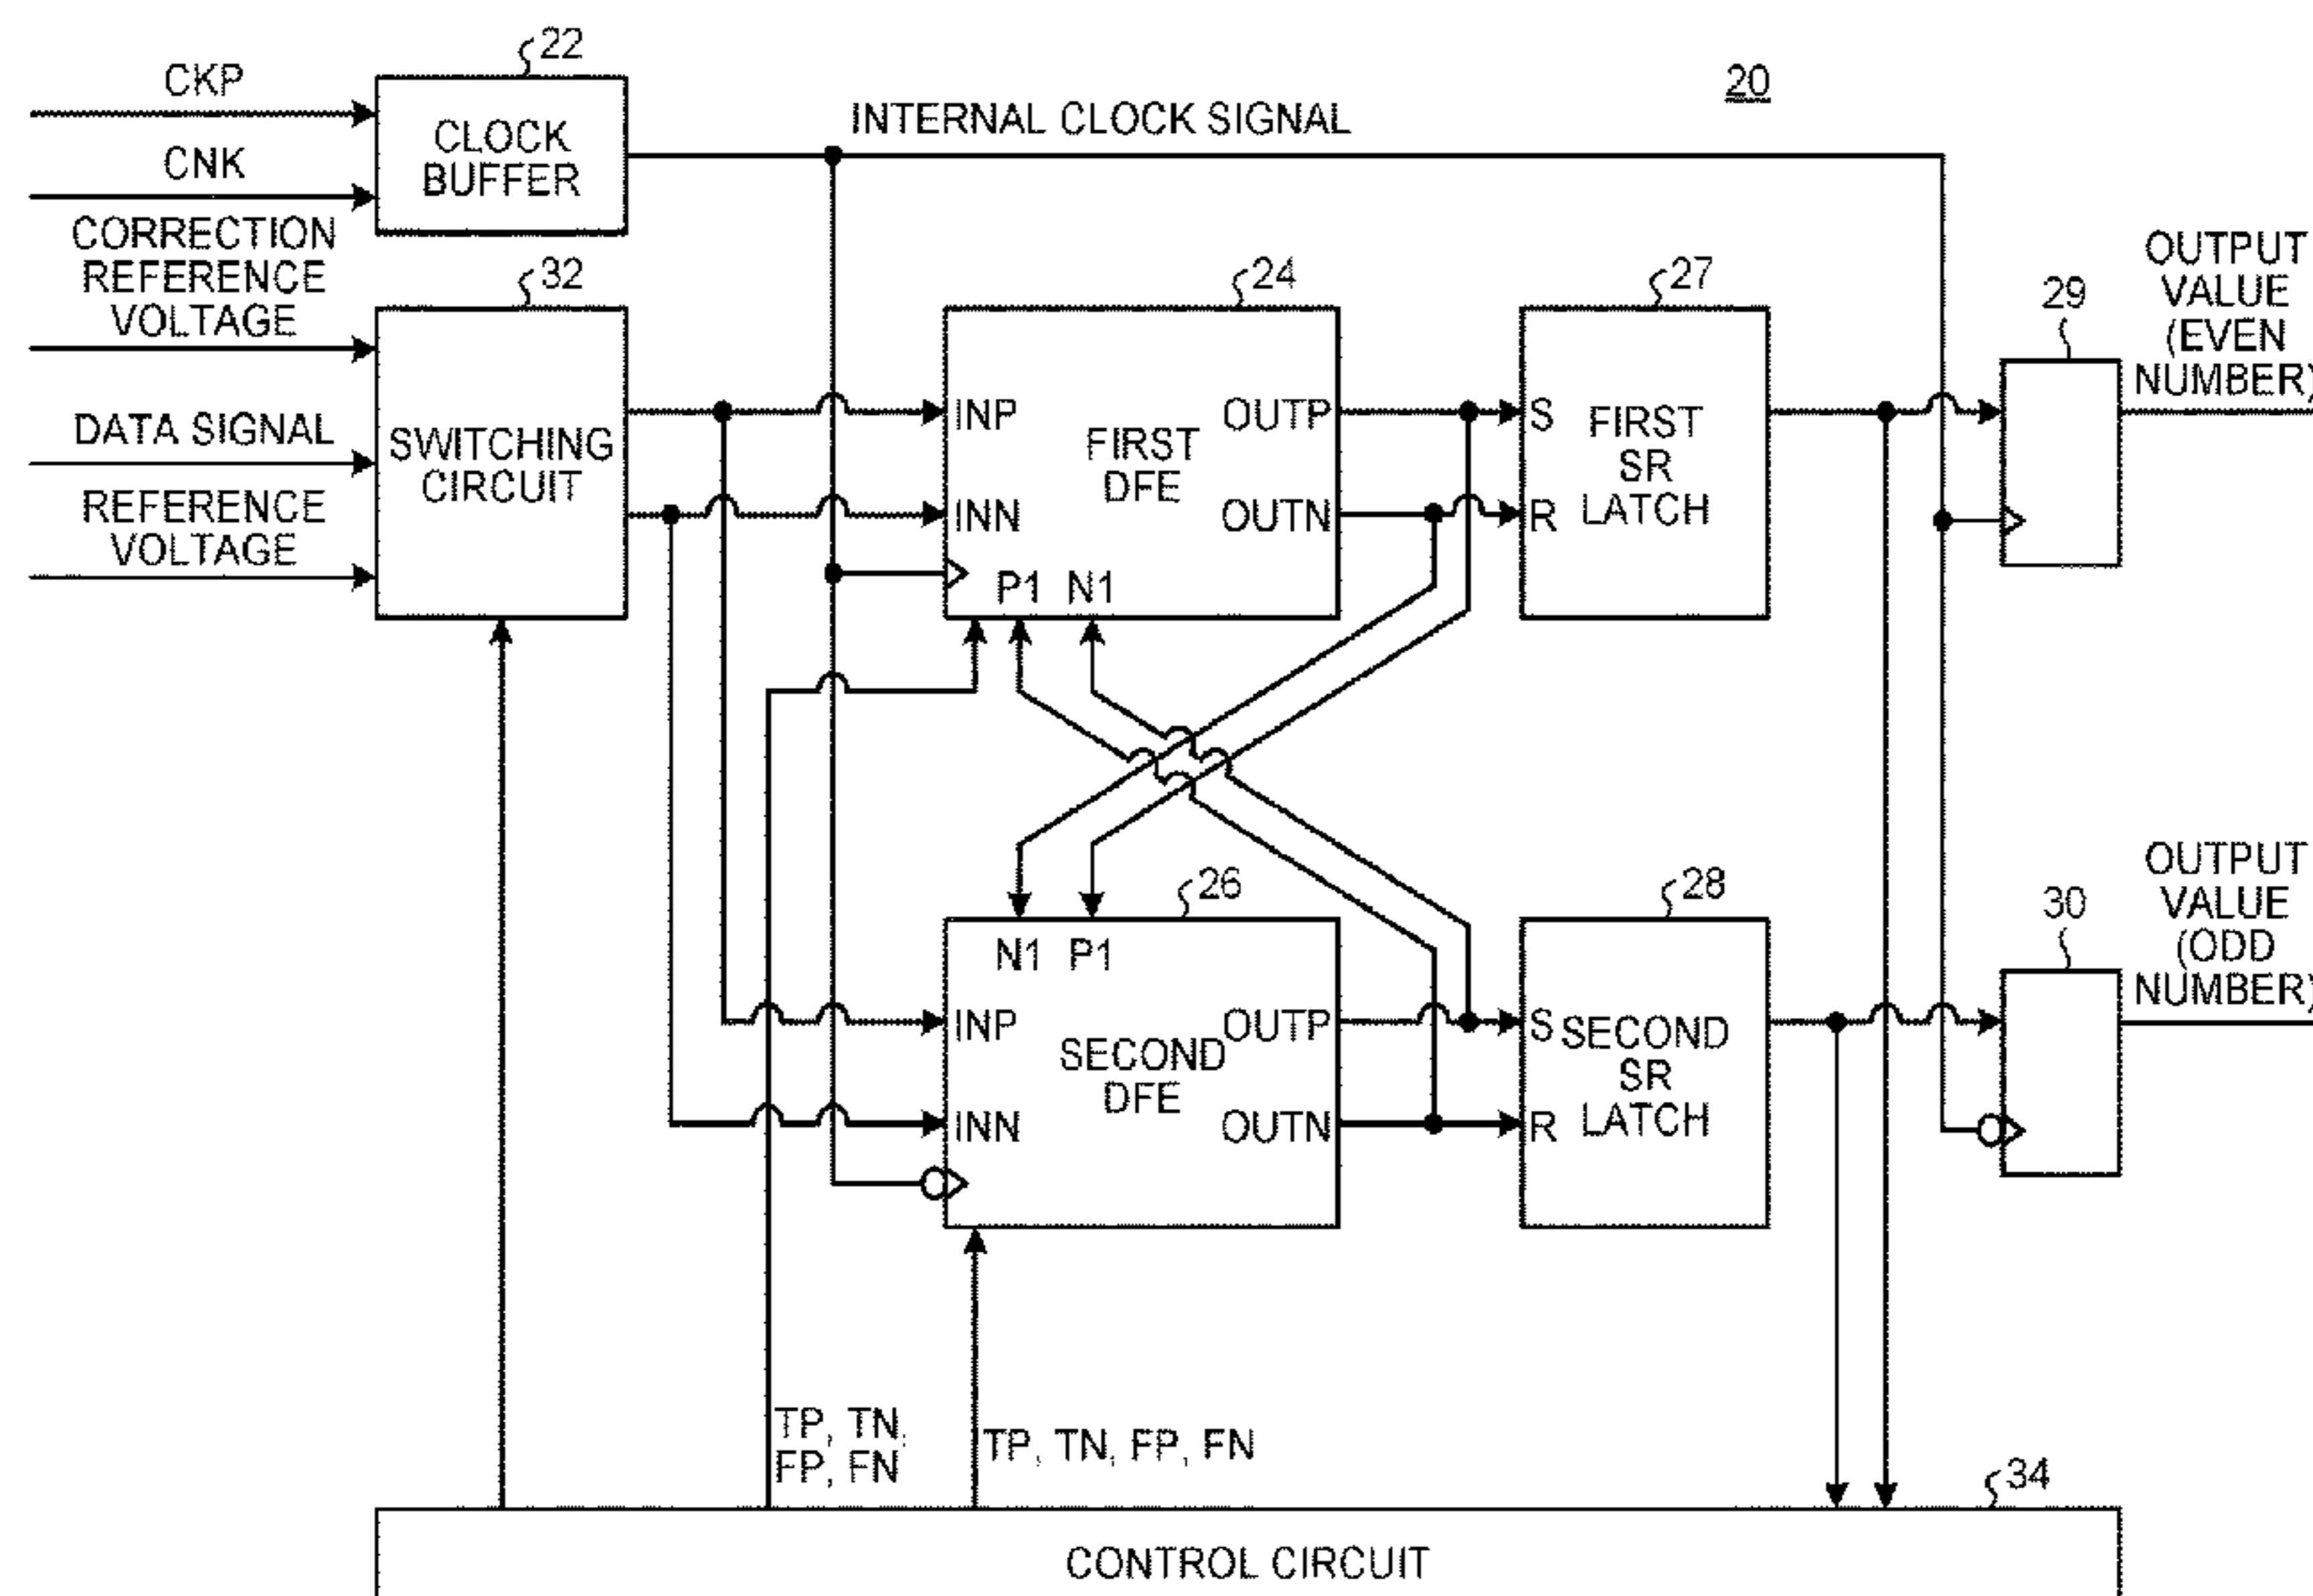 22
20
CKP
CNK
CLOCK
BUFFER
INTERNAL CLOCK SIGNAL
CORRECTION
REFERENCE
VOLTAGE
DATA SIGNAL
REFERENCE
VOLTAGE
32
SWITCHING
CIRCUIT
24
INP
INN
FIRST
DFE
OUTP
OUTN
P1 N1
27
S
R
FIRST
SR
LATCH
29
OUTPUT
VALUE
(EVEN
NUMBER)
26
N1 P1
INP
INN
SECOND
DFE
OUTP
OUTN
28
S
R
SECOND
SR
LATCH
30
OUTPUT
VALUE
(ODD
NUMBER)
TP, TN,
FP, FN
TP, TN, FP, FN
34
CONTROL CIRCUIT